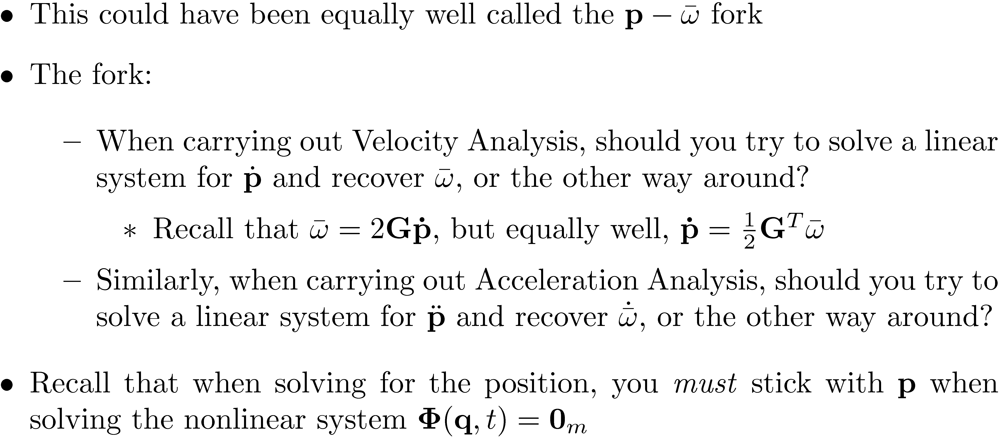 • This could have been equally well called the $\mathbf{p} - \bar{\omega}$ fork
• The fork:
– When carrying out Velocity Analysis, should you try to solve a linear
system for $\dot{\mathbf{p}}$ and recover $\bar{\omega}$, or the other way around?
∗ Recall that $\bar{\omega} = 2\mathbf{G}\dot{\mathbf{p}}$, but equally well, $\dot{\mathbf{p}} = \frac{1}{2}\mathbf{G}^T\bar{\omega}$
– Similarly, when carrying out Acceleration Analysis, should you try to
solve a linear system for $\ddot{\mathbf{p}}$ and recover $\dot{\bar{\omega}}$, or the other way around?
• Recall that when solving for the position, you must stick with $\mathbf{p}$ when
solving the nonlinear system $\mathbf{\Phi}(\mathbf{q}, t) = \mathbf{0}_m$